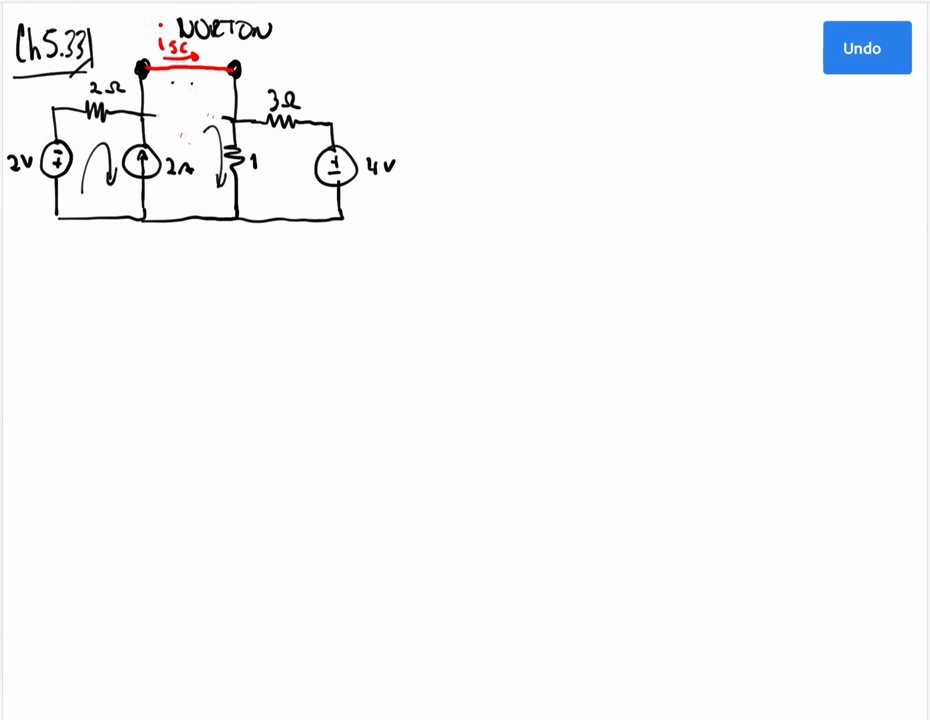 Ch5.33
NORTON
isc
2Ω
3Ω
2V
- +
2A
1
+ -
4V
Undo